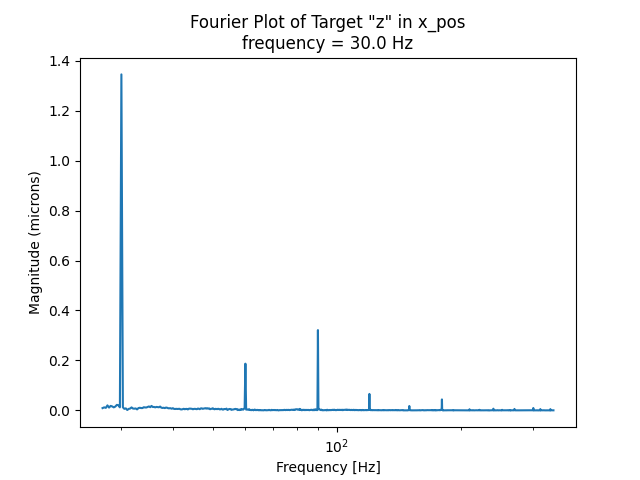 Fourier Plot of Target "z" in x_pos
frequency = 30.0 Hz
1.4
1.2
1.0
0.8
0.6
0.4
0.2
0.0
Magnitude (microns)
10²
Frequency [Hz]